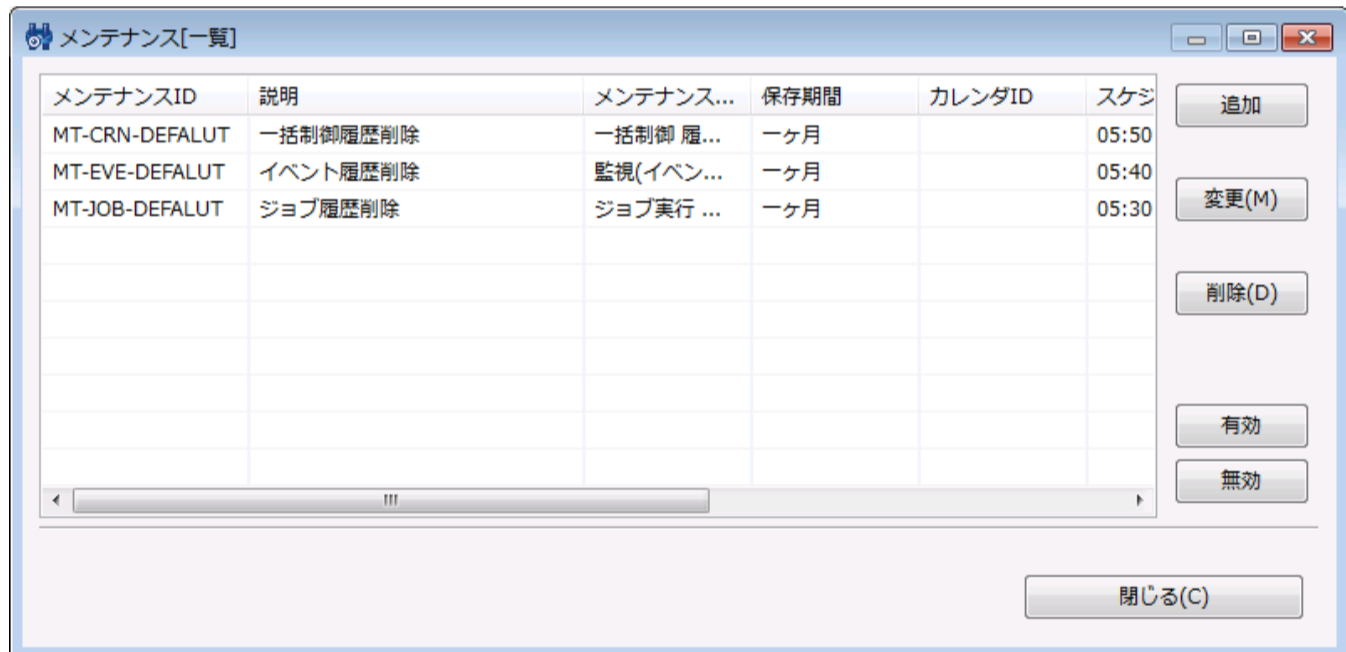 メンテナンス[一覧]
メンテナンスID 説明 メンテナンス... 保存期間 カレンダID スケジ
MT-CRN-DEFALUT 一括制御履歴削除 一括制御 履... 一ヶ月 05:50
MT-EVE-DEFALUT イベント履歴削除 監視(イベン... 一ヶ月 05:40
MT-JOB-DEFALUT ジョブ履歴削除 ジョブ実行 ... 一ヶ月 05:30
追加
変更(M)
削除(D)
有効
無効
閉じる(C)